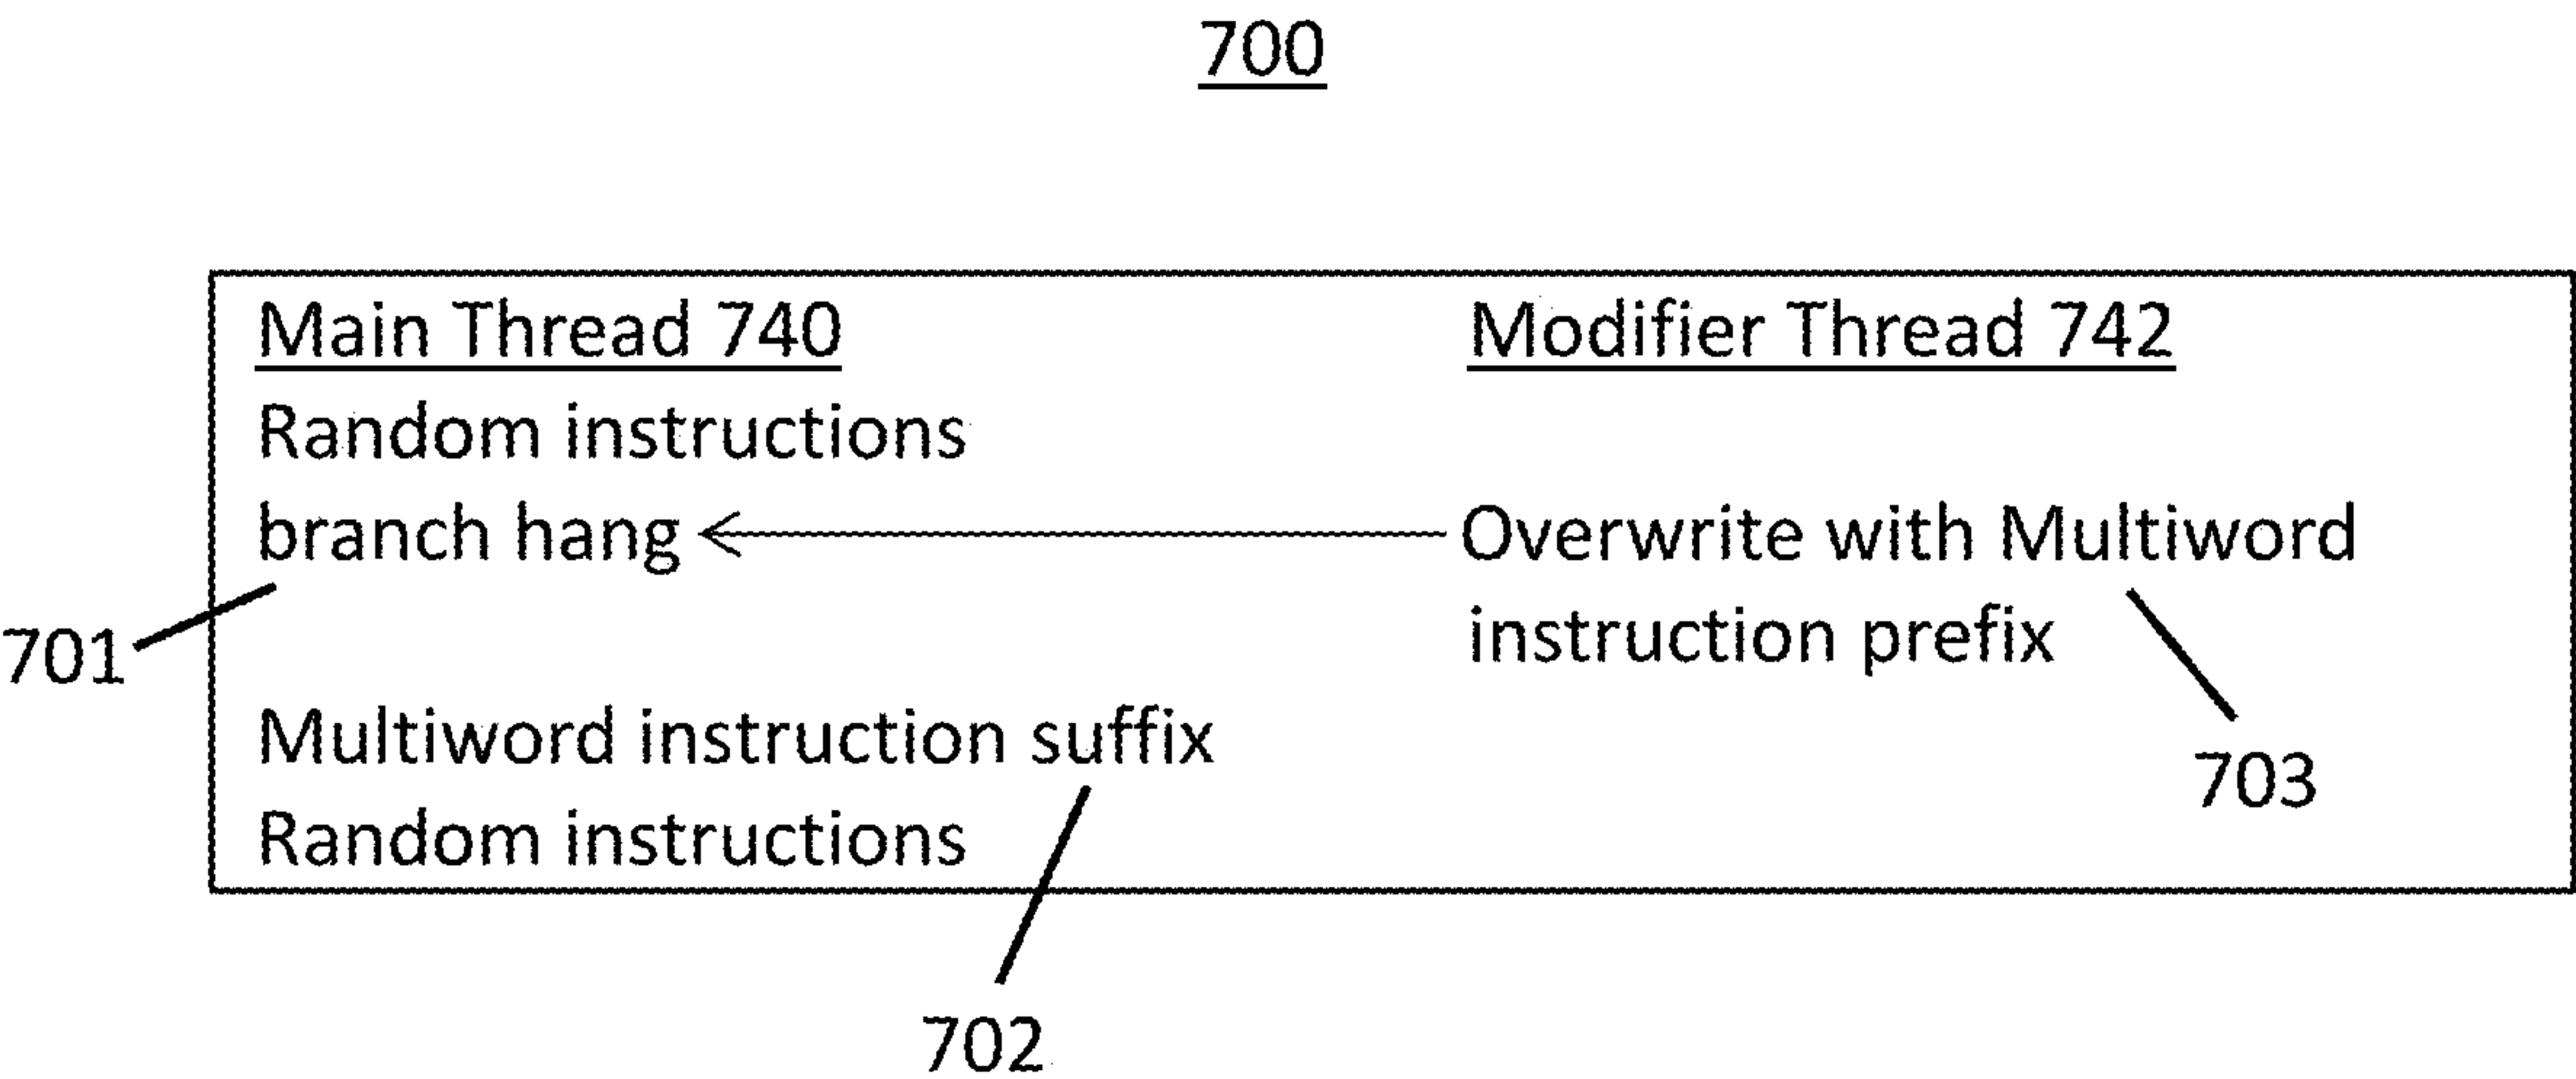 700
Main Thread 740
Modifier Thread 742
Random instructions
branch hang
Overwrite with Multiword
instruction prefix
701
Multiword instruction suffix
703
Random instructions
702